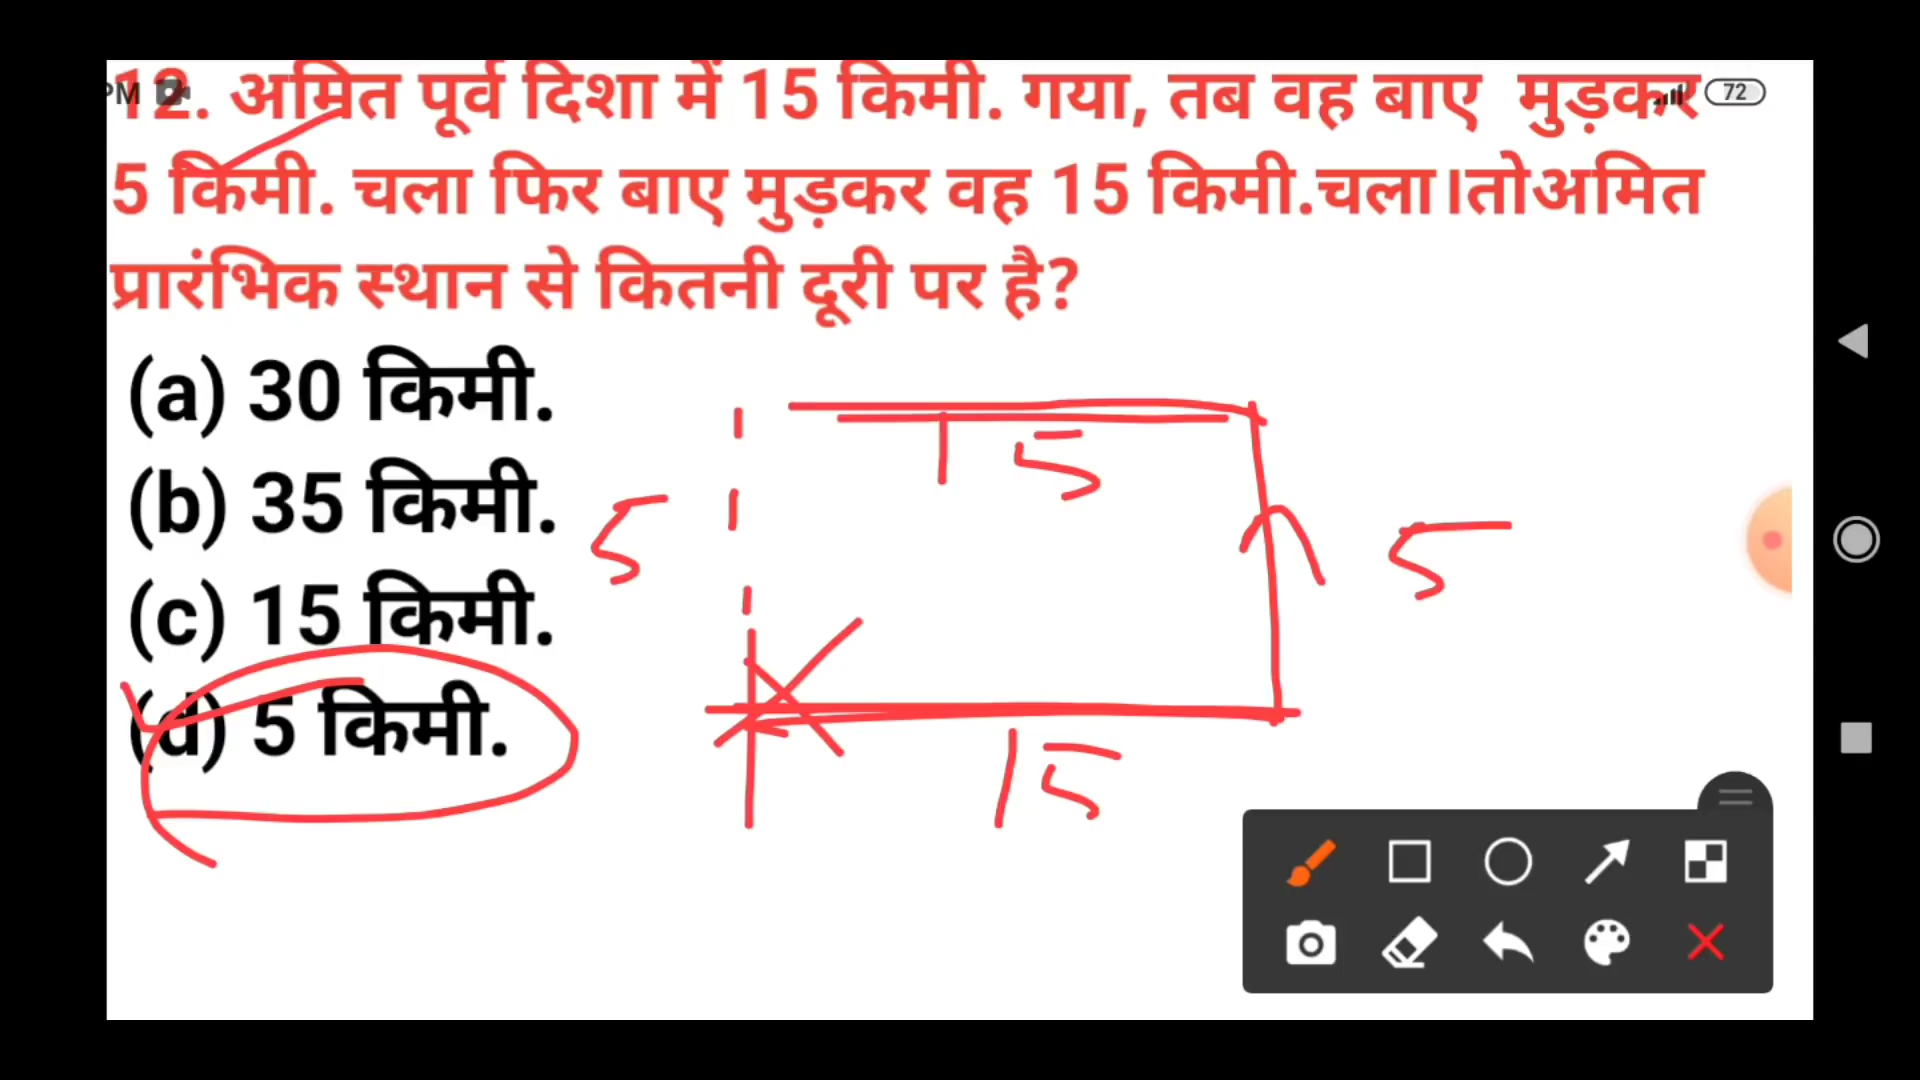 PM 72
12. अमित पूर्व दिशा में 15 किमी. गया, तब वह बाए मुड़कर
5 किमी. चला फिर बाए मुड़कर वह 15 किमी.चला।तोअमित
प्रारंभिक स्थान से कितनी दूरी पर है?
(a) 30 किमी.
(b) 35 किमी.
(c) 15 किमी.
(d) 5 किमी.
15
5 5
15